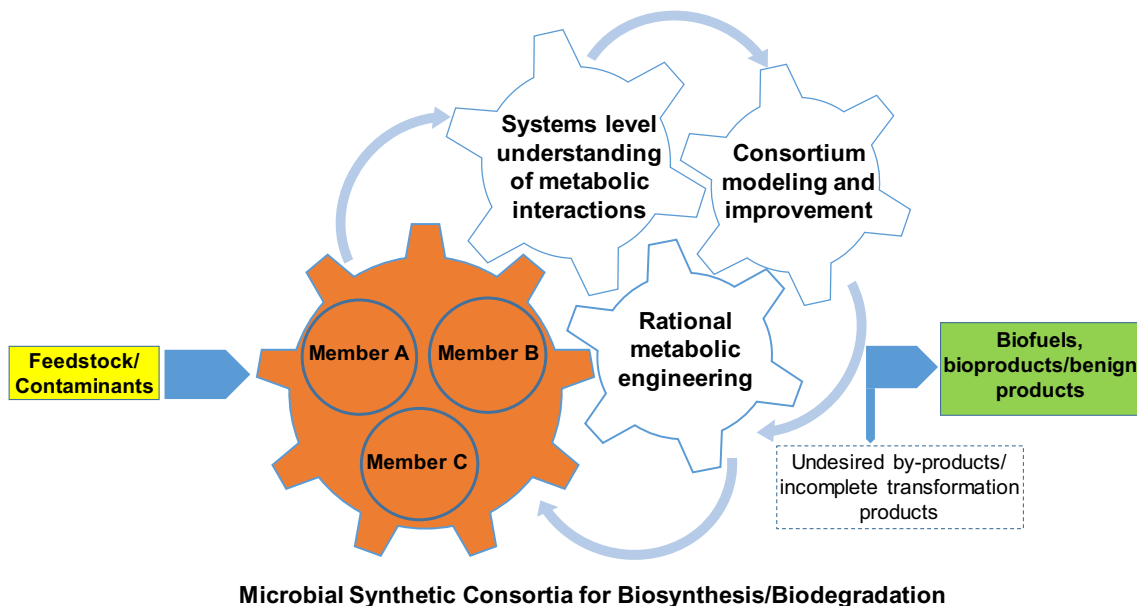 Systems level
understanding
of metabolic
interactions
Consortium
modeling and
improvement
Rational
metabolic
engineering
Member A
Member B
Member C
Feedstock/
Contaminants
Biofuels,
bioproducts/benign
products
Undesired by-products/
incomplete transformation
products
Microbial Synthetic Consortia for Biosynthesis/Biodegradation